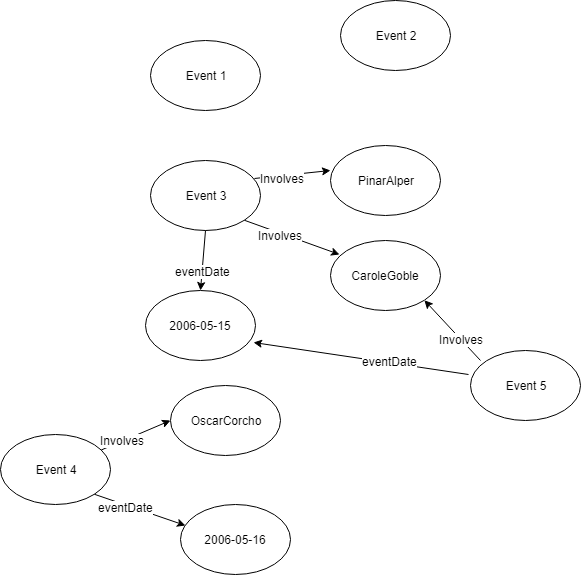 Event 2
Event 1
Event 3
Involves
PinarAlper
Involves
CaroleGoble
eventDate
2006-05-15
Involves
eventDate
Event 5
OscarCorcho
Involves
Event 4
eventDate
2006-05-16